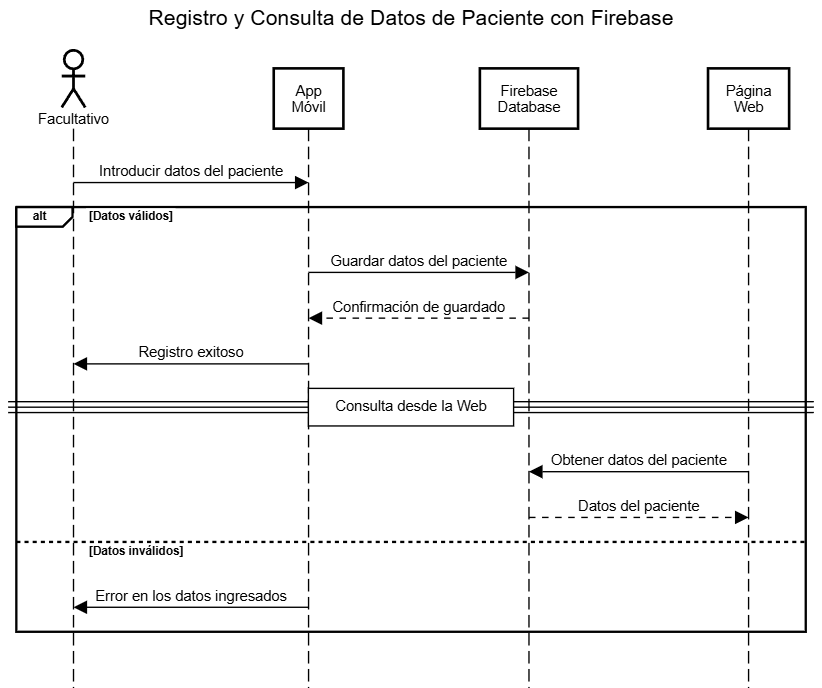 Registro y Consulta de Datos de Paciente con Firebase
Facultativo
App
Móvil
Firebase
Database
Página
Web
Introducir datos del paciente
alt
[Datos válidos]
Guardar datos del paciente
Confirmación de guardado
Registro exitoso
Consulta desde la Web
Obtener datos del paciente
Datos del paciente
[Datos inválidos]
Error en los datos ingresados